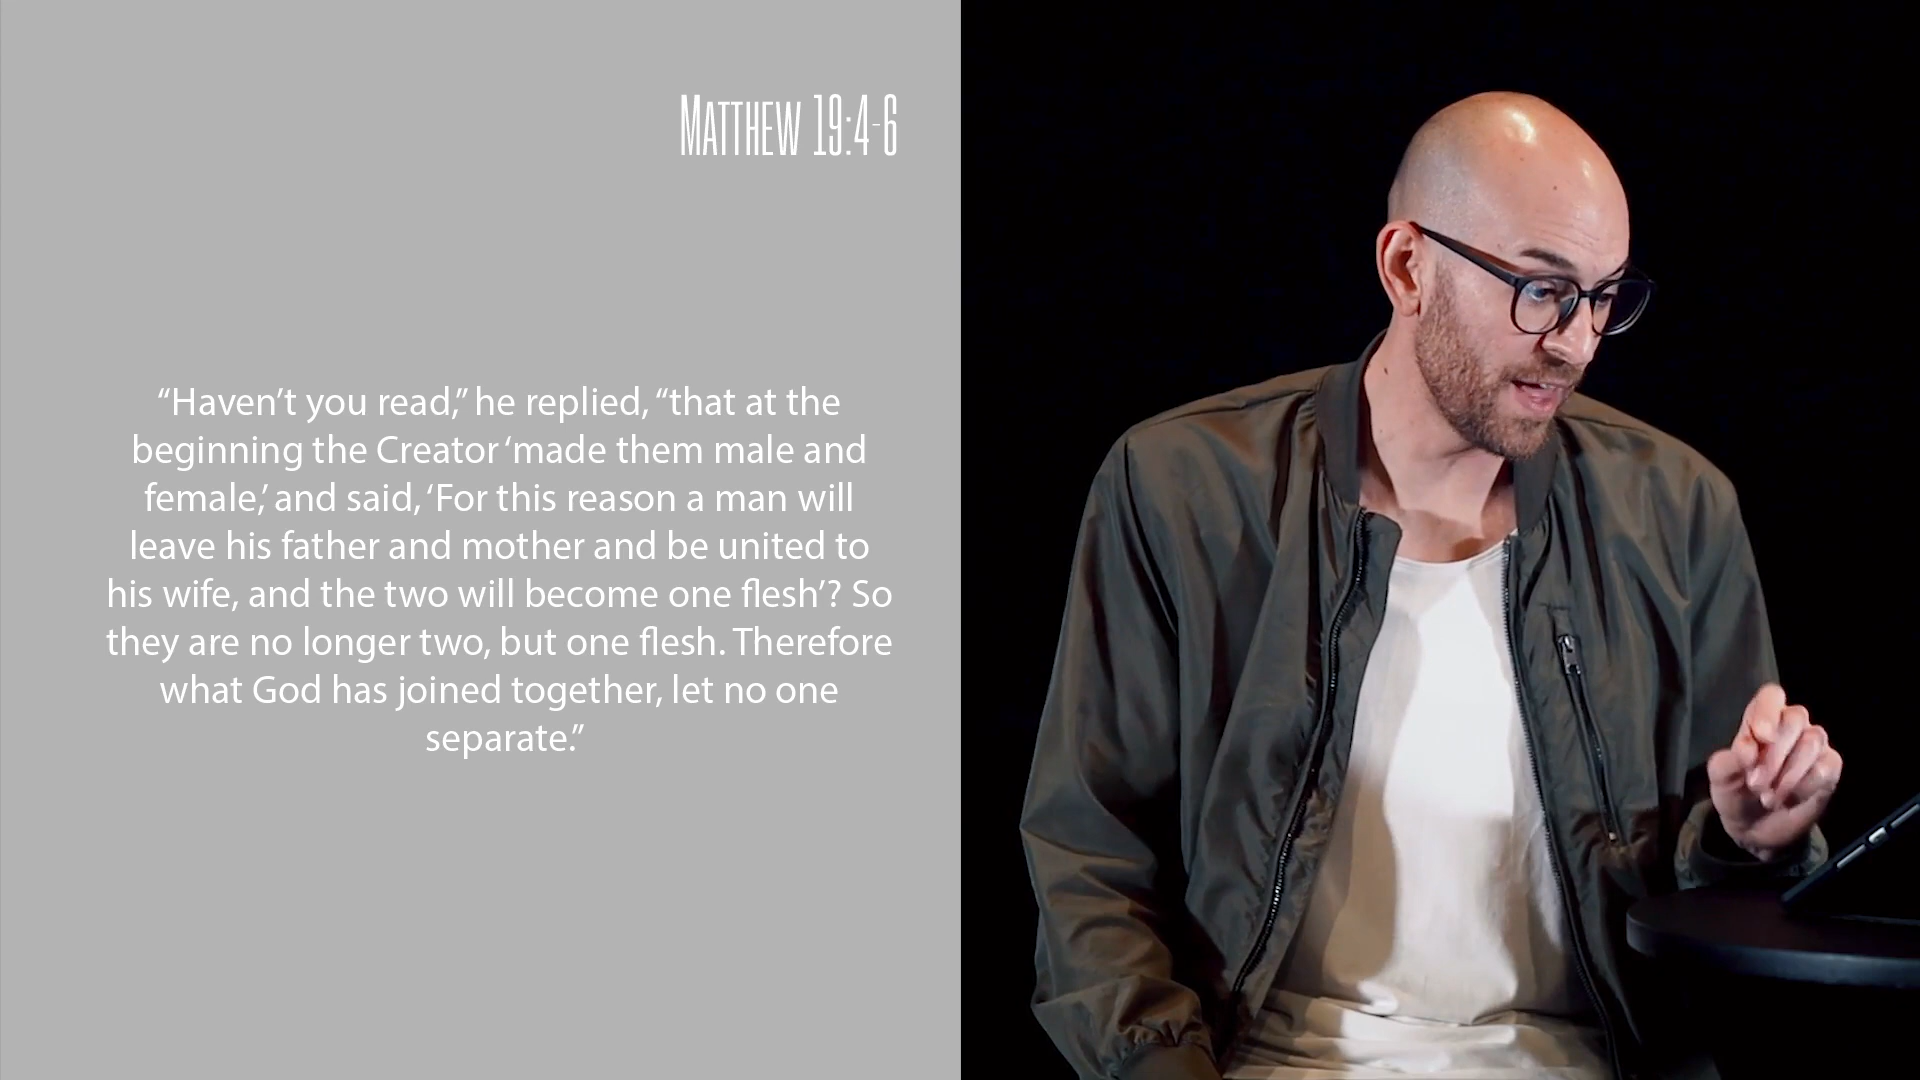 MATTHEW 19:4-6
“Haven’t you read,” he replied, “that at the
beginning the Creator ‘made them male and
female,’ and said, ‘For this reason a man will
leave his father and mother and be united to
his wife, and the two will become one flesh’? So
they are no longer two, but one flesh. Therefore
what God has joined together, let no one
separate.”